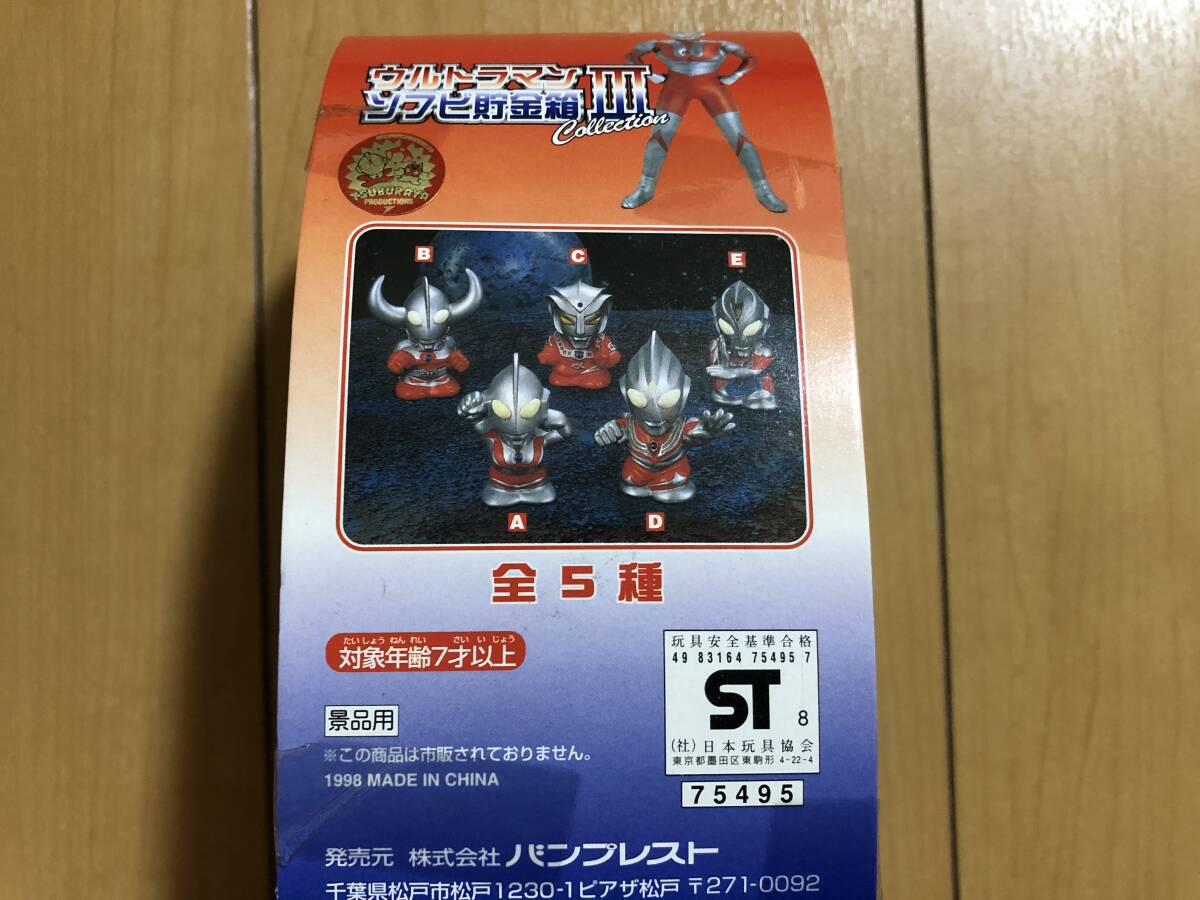 ウルトラマン
ソフビ貯金箱III
Collection
TSUBURAYA
PRODUCTIONS
B
C
E
A
D
全5種
たいしょうねんれい さいいじょう
対象年齢7才以上
景品用
※この商品は市販されておりません。
1998 MADE IN CHINA
玩具安全基準合格
49 83164 75495 7
ST 8
(社)日本玩具協会
東京都墨田区東駒形 4-22-4
75495
発売元 株式会社 バンプレスト
千葉県松戸市松戸1230-1ピアザ松戸 〒271-0092